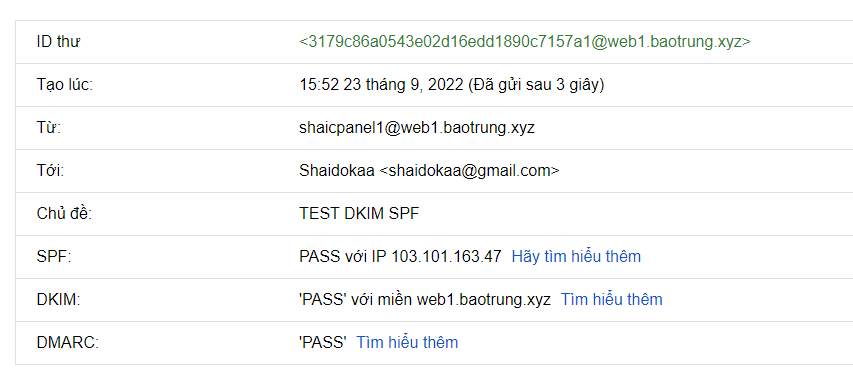 ID thư <3179c86a0543e02d16edd1890c7157a1@web1.baotrung.xyz>
Tạo lúc: 15:52 23 tháng 9, 2022 (Đã gửi sau 3 giây)
Từ: shaicpanel1@web1.baotrung.xyz
Tới: Shaidokaa <shaidokaa@gmail.com>
Chủ đề: TEST DKIM SPF
SPF: PASS với IP 103.101.163.47 Hãy tìm hiểu thêm
DKIM: 'PASS' với miền web1.baotrung.xyz Tìm hiểu thêm
DMARC: 'PASS' Tìm hiểu thêm